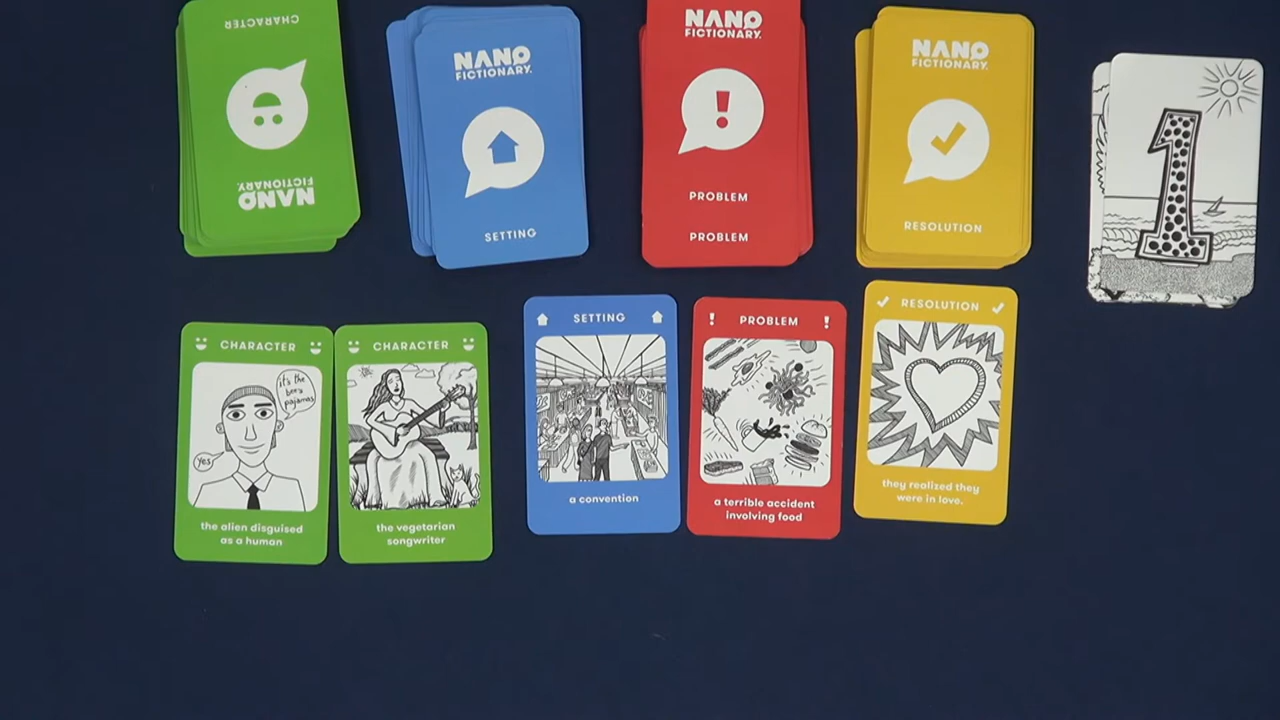 CHARACTER
NANO
FICTIONARY.
NANO
FICTIONARY.
SETTING
NANO
FICTIONARY.
PROBLEM
PROBLEM
NANO
FICTIONARY.
RESOLUTION
1
CHARACTER
it's the
bee's
pajamas
yes
the alien disguised
as a human
CHARACTER
the vegetarian
songwriter
SETTING
a convention
PROBLEM
a terrible accident
involving food
RESOLUTION
they realized they
were in love.